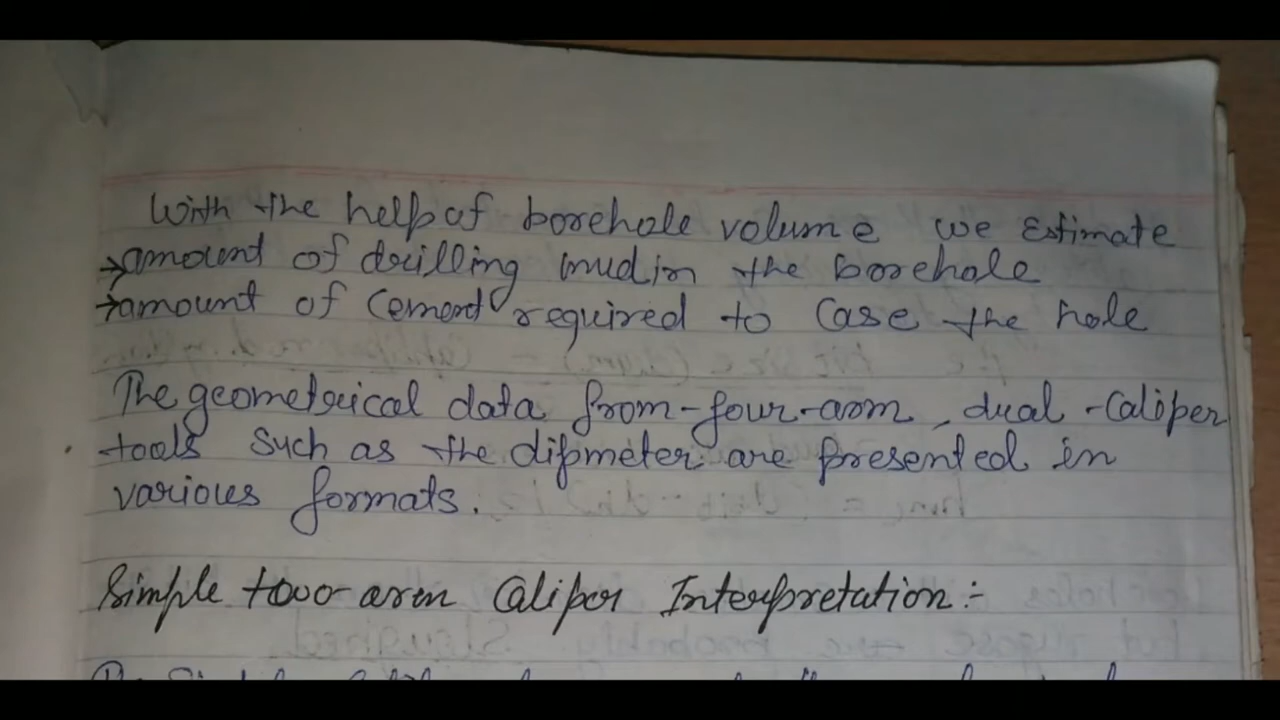 With the help of borehole volume we Estimate
→amount of drilling mud in the borehole
→amount of Cement required to Case the hole
The geometrical data from-four-arm, dual-Caliper
tools Such as the dipmeter are presented in
various formats.
Simple two-arm Caliper Interpretation:-